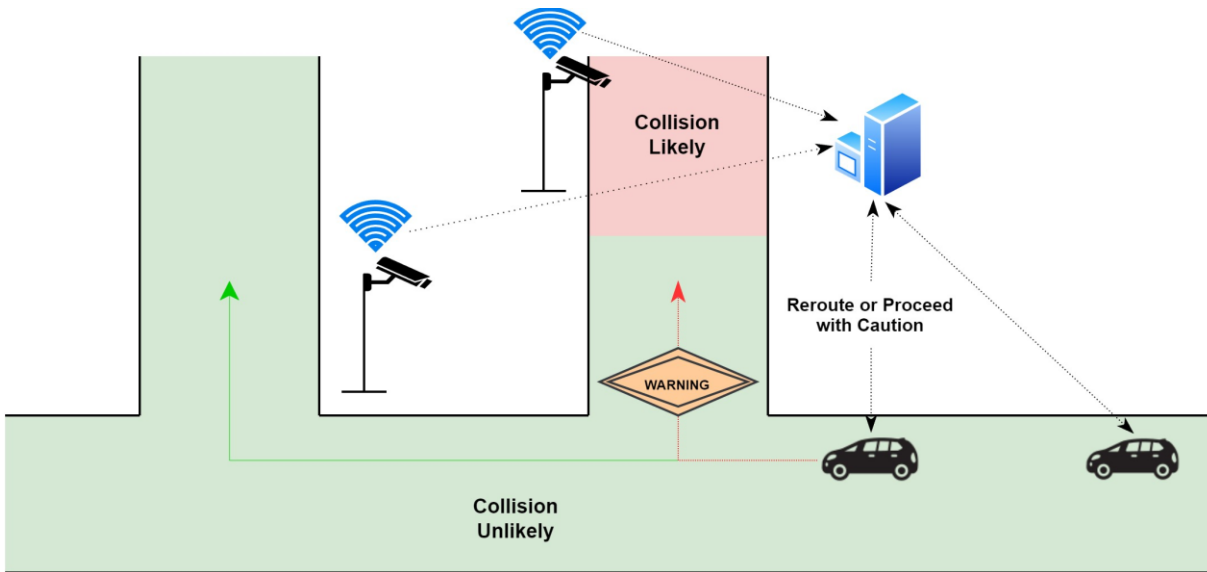 Collision
Likely
Reroute or Proceed
with Caution
WARNING
Collision
Unlikely